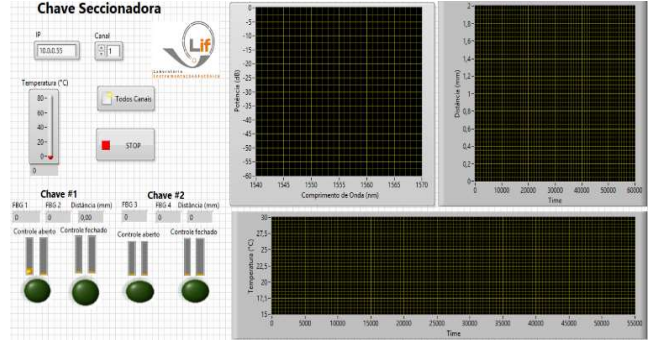 Chave Seccionadora
IP
10.0.0.55
Canal
1
Lif
Laboratório
Temperatura (°C)
80-
60-
40-
20-
0-
0
Todos Canais
STOP
Chave #1
Chave #2
FBG 1 FBG 2 Distância (mm) FBG 3 FBG 4 Distância (mm)
0 0 0,00 0 0 0
Controle aberto Controle fechado Controle aberto Controle fechado
Potência (dB)
0-
-5-
-10-
-15-
-20-
-25-
-30-
-35-
-40-
-45-
-50-
-55-
-60-
1540 1545 1550 1555 1560 1565 1570
Comprimento de Onda (nm)
Distância (mm)
2-
1,8-
1,6-
1,4-
1,2-
1-
0,8-
0,6-
0,4-
0,2-
0-
0 10000 20000 30000 40000 50000 60000
Time
Temperatura (°C)
30-
27,5-
25-
22,5-
20-
17,5-
15-
0 5000 10000 15000 20000 25000 30000 35000 40000 45000 50000 55000
Time